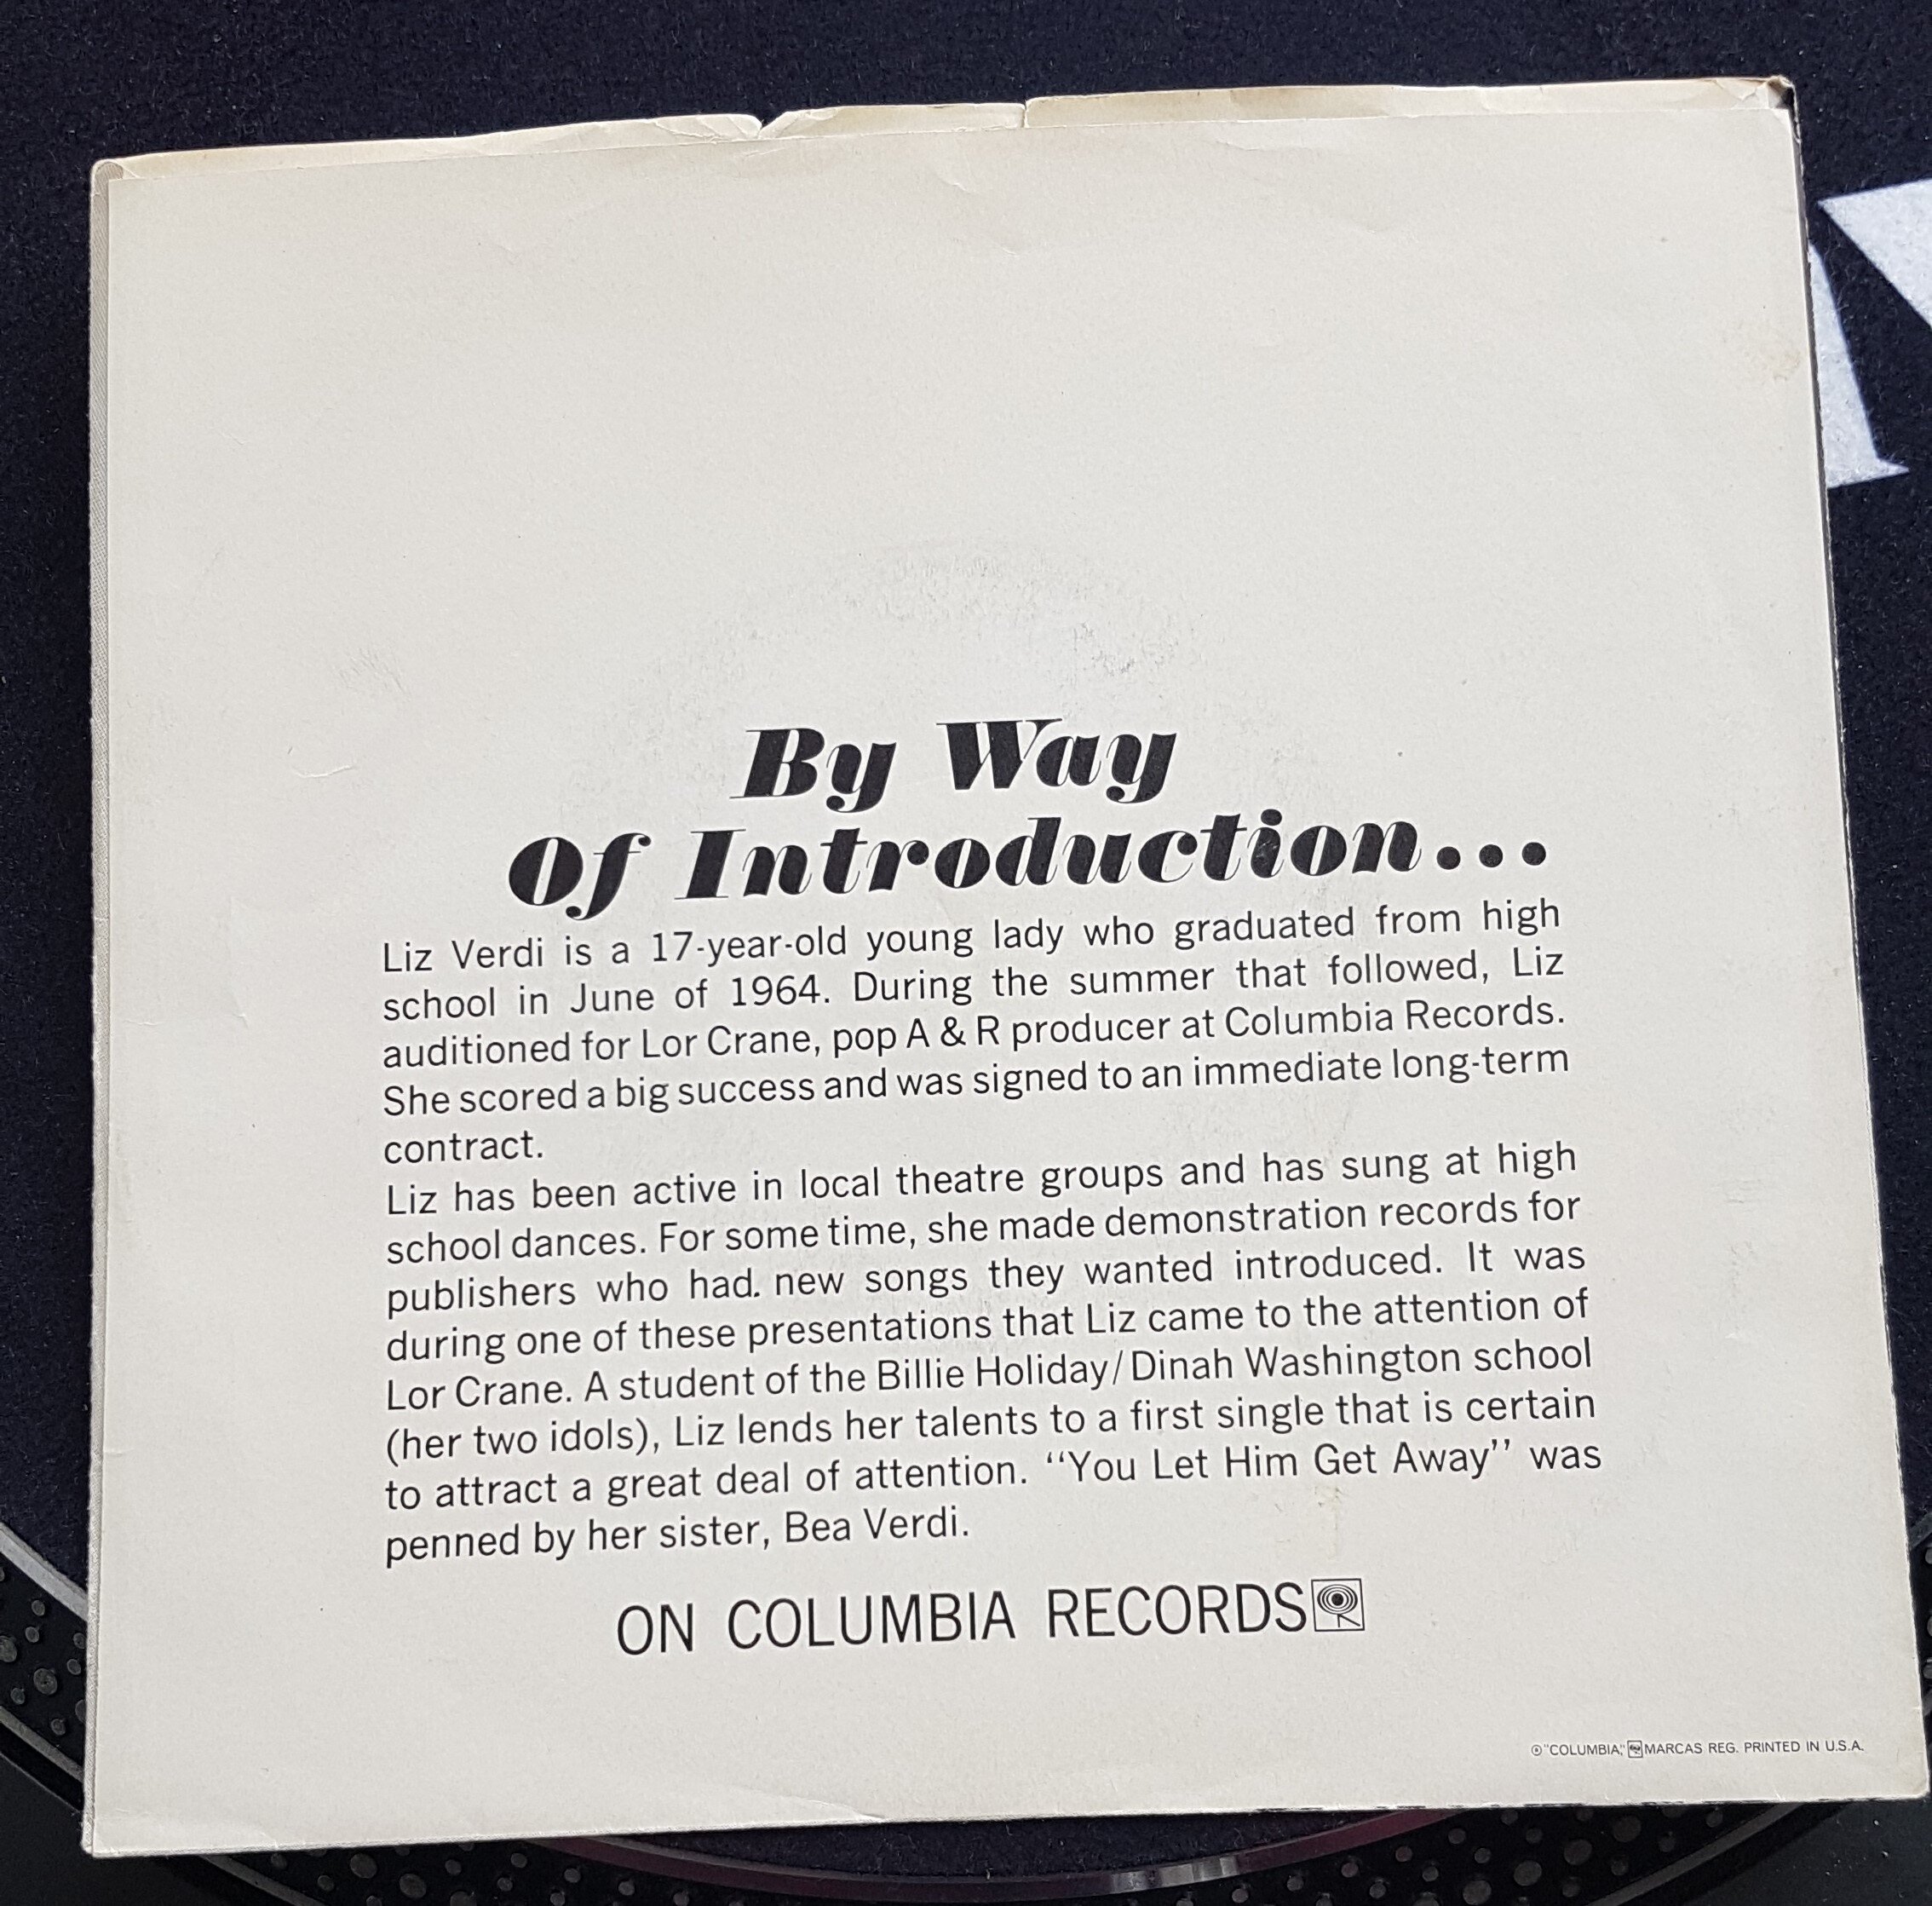 By Way
Of Introduction...
Liz Verdi is a 17-year-old young lady who graduated from high
school in June of 1964. During the summer that followed, Liz
auditioned for Lor Crane, pop A & R producer at Columbia Records.
She scored a big success and was signed to an immediate long-term
contract.
Liz has been active in local theatre groups and has sung at high
school dances. For some time, she made demonstration records for
publishers who had. new songs they wanted introduced. It was
during one of these presentations that Liz came to the attention of
Lor Crane. A student of the Billie Holiday/Dinah Washington school
(her two idols), Liz lends her talents to a first single that is certain
to attract a great deal of attention. ‘‘You Let Him Get Away’’ was
penned by her sister, Bea Verdi.
ON COLUMBIA RECORDS
®"COLUMBIA," MARCAS REG. PRINTED IN U.S.A.